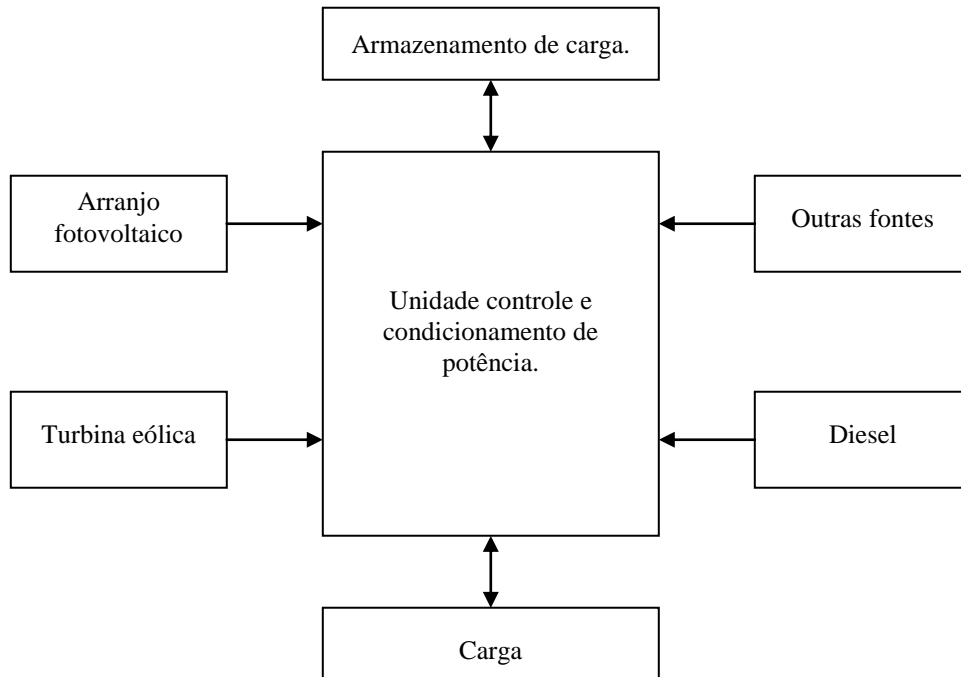 Armazenamento de carga.
Arranjo
fotovoltaico
Outras fontes
Unidade controle e
condicionamento de
potência.
Turbina eólica
Diesel
Carga